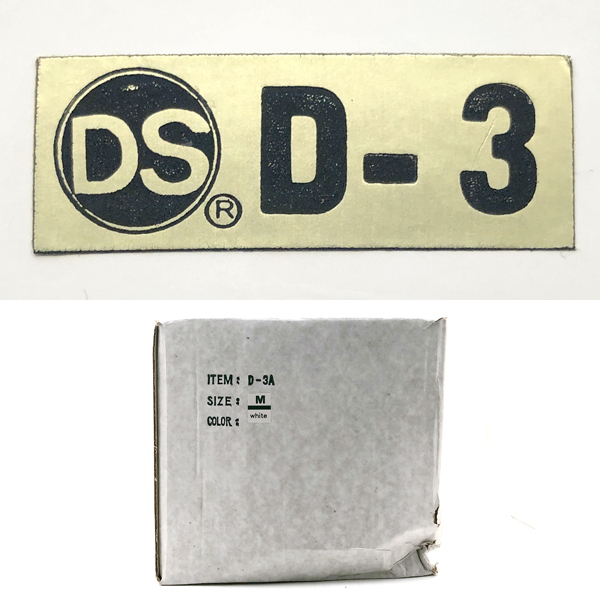 DS® D-3
ITEM: D-3A
SIZE: M
COLOR: white